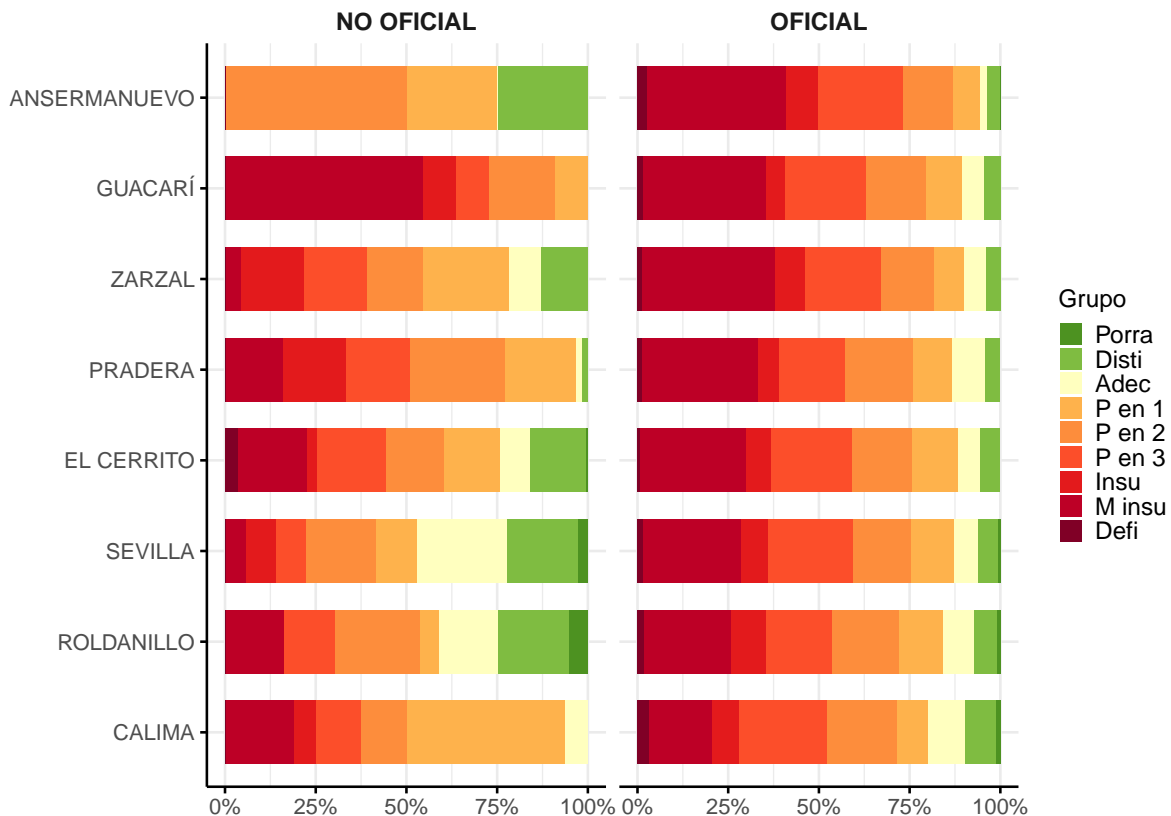 NO OFICIAL
OFICIAL
ANSERMANUEVO
GUACARÍ
ZARZAL
PRADERA
EL CERRITO
SEVILLA
ROLDANILLO
CALIMA
0%
25%
50%
75%
100%
0%
25%
50%
75%
100%
Grupo
Porra
Disti
Adec
P en 1
P en 2
P en 3
Insu
M insu
Defi